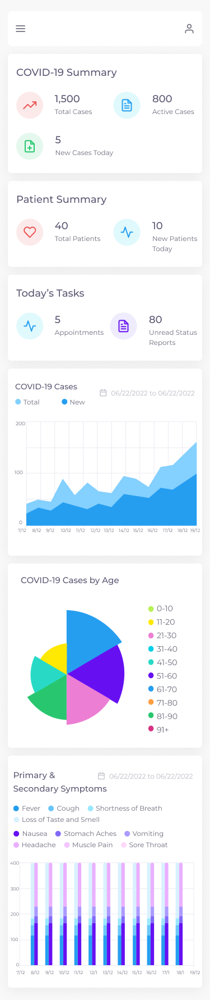 COVID-19 Summary
1,500
Total Cases
800
Active Cases
5
New Cases Today
Patient Summary
40
Total Patients
10
New Patients
Today
Today’s Tasks
5
Appointments
80
Unread Status
Reports
COVID-19 Cases
06/22/2022 to 06/22/2022
Total New
200
100
0
7/12 8/12 9/12 10/12 11/12 12/12 13/12 14/12 15/12 16/12 17/12 18/12 19/12
COVID-19 Cases by Age
0-10
11-20
21-30
31-40
41-50
51-60
61-70
71-80
81-90
91+
Primary &
Secondary Symptoms
06/22/2022 to 06/22/2022
Fever Cough Shortness of Breath
Loss of Taste and Smell
Nausea Stomach Aches Vomiting
Headache Muscle Pain Sore Throat
400
300
200
100
0
7/12 8/12 9/12 10/12 11/12 12/1 13/12 14/12 15/12 16/12 17/1 18/1 19/12